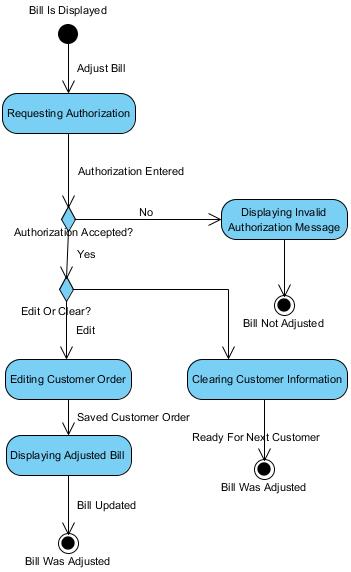 Bill Is Displayed
Adjust Bill
Requesting Authorization
Authorization Entered
No
Displaying Invalid
Authorization Message
Authorization Accepted?
Yes
Edit Or Clear?
Bill Not Adjusted
Edit
Editing Customer Order
Clearing Customer Information
Saved Customer Order
Ready For Next Customer
Displaying Adjusted Bill
Bill Was Adjusted
Bill Updated
Bill Was Adjusted